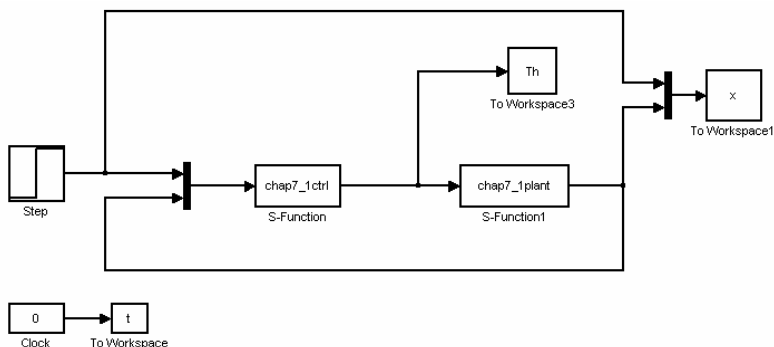 Th
To Workspace3
x
To Workspace1
Step
chap7_1ctrl
S-Function
chap7_1plant
S-Function1
0
Clock
t
To Workspace